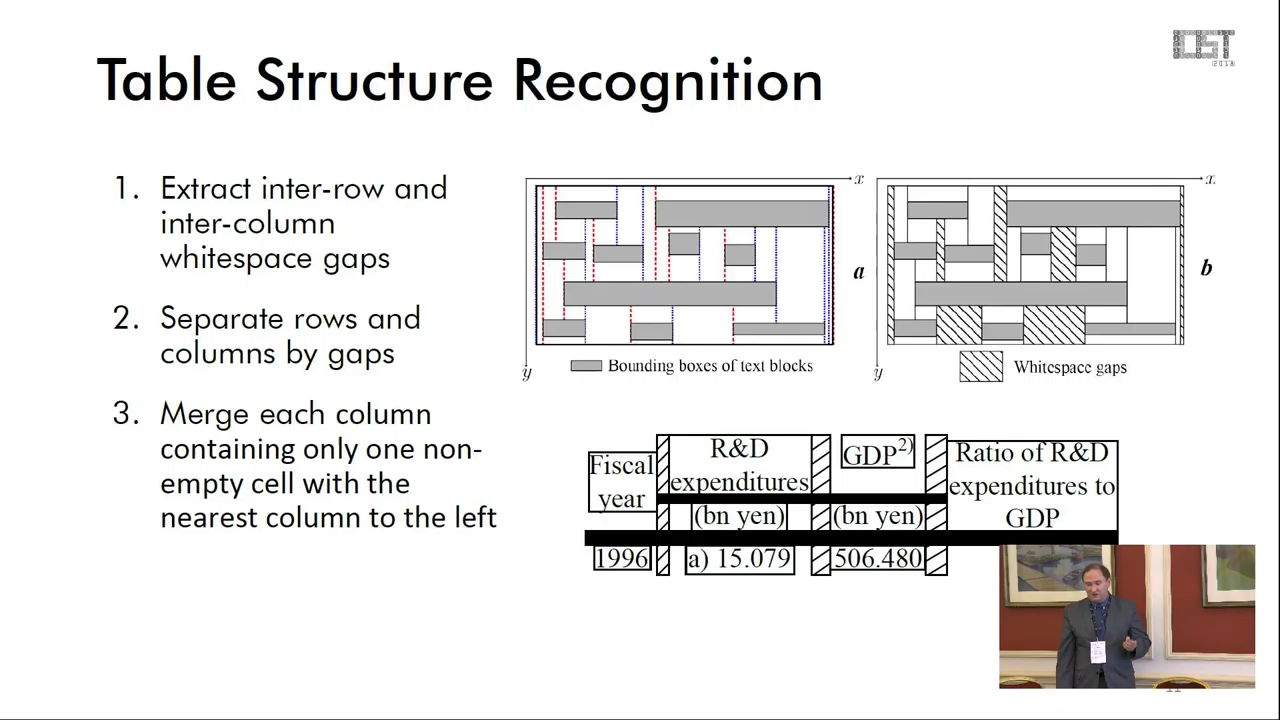 Table Structure Recognition
1. Extract inter-row and
inter-column
whitespace gaps
2. Separate rows and
columns by gaps
3. Merge each column
containing only one non-
empty cell with the
nearest column to the left
x
a
y
Bounding boxes of text blocks
x
b
y
Whitespace gaps
Fiscal
year
R&D
expenditures
GDP2)
Ratio of R&D
expenditures to
GDP
(bn yen)
(bn yen)
1996
a) 15.079
506.480